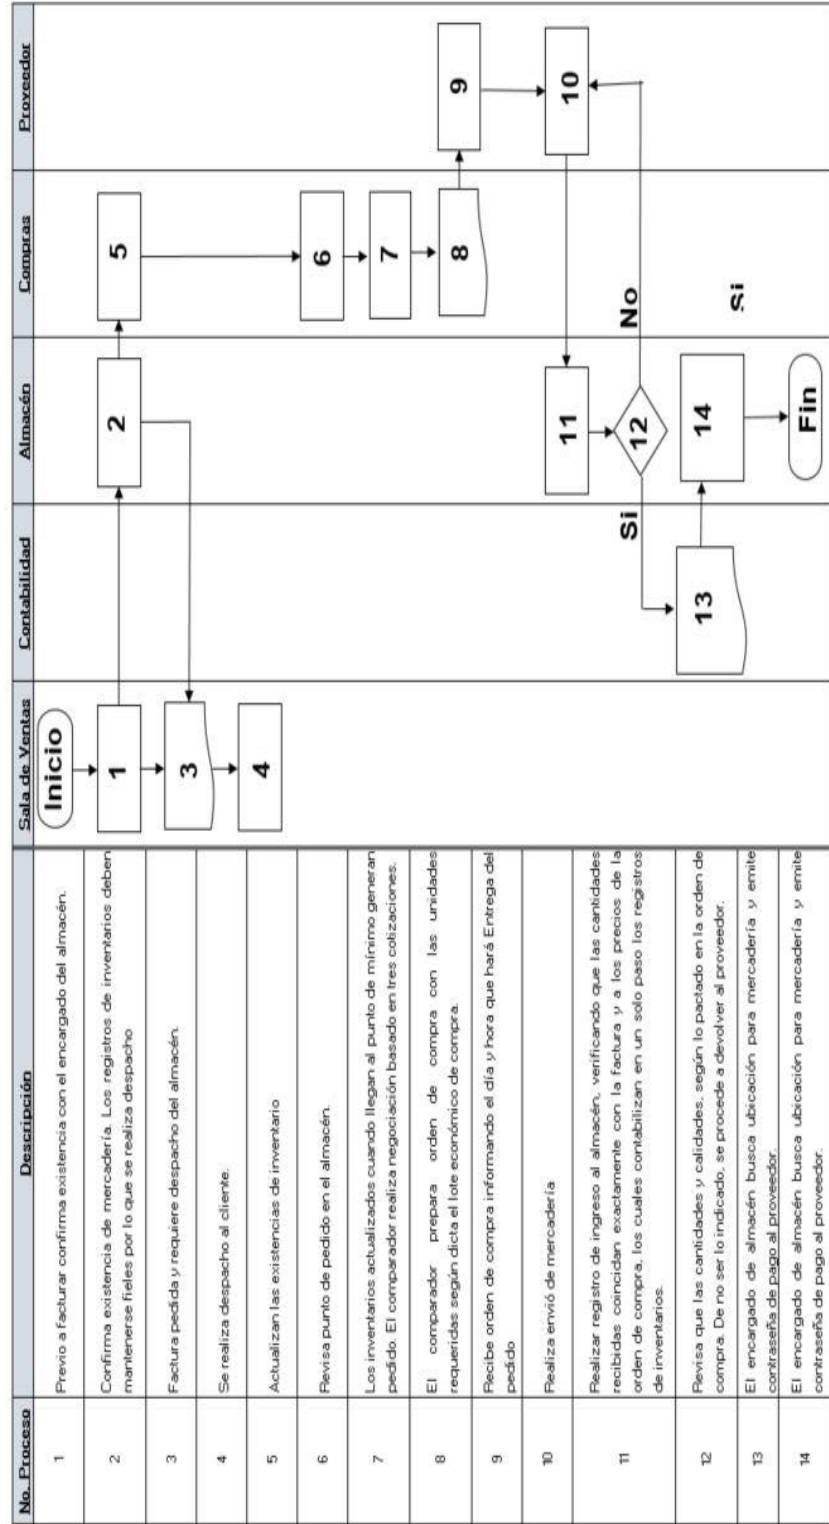 No. Proceso Descripción Sala de Ventas Contabilidad Almacén Compras Proveedor
Inicio
1 Previo a facturar confirma existencia con el encargado del almacén.
2 Confirma existencia de mercadería. Los registros de inventarios deben
mantenerse fieles por lo que se realiza despacho
1 2 5
3 Factura pedida y requiere despacho del almacén.
3
4 Se realiza despacho al cliente.
4
5 Actualizan las existencias de inventario
6 Revisa punto de pedido en el almacén.
6
7 Los inventarios actualizados cuando llegan al punto de mínimo generan
pedido. El comparador realiza negociación basado en tres cotizaciones.
7
8 El comparador prepara orden de compra con las unidades
requeridas según dicta el lote económico de compra.
8 9
9 Recibe orden de compra informando el día y hora que hará Entrega del
pedido
10 Realiza envió de mercadería
11 10
11 Realizar registro de ingreso al almacén, verificando que las cantidades
recibidas coincidan exactamente con la factura y a los precios de la
orden de compra, los cuales contabilizan en un solo paso los registros
de inventarios.
Si 12 No
12 Revisa que las cantidades y calidades, según lo pactado en la orden de
compra. De no ser lo indicado, se procede a devolver al proveedor.
13 14
13 El encargado de almacén busca ubicación para mercadería y emite
contraseña de pago al proveedor.
Si
14 El encargado de almacén busca ubicación para mercadería y emite
contraseña de pago al proveedor.
Fin